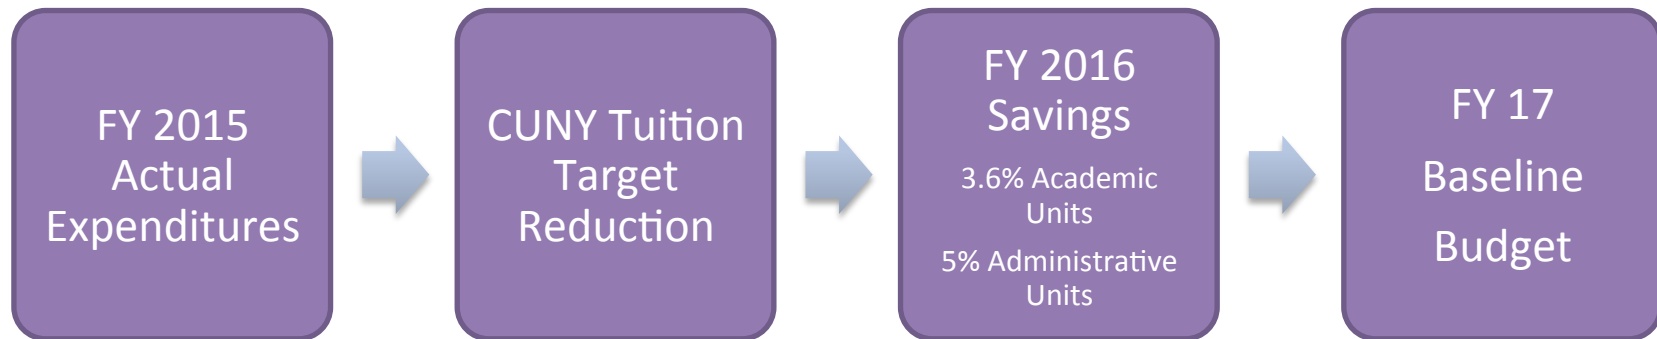 FY 2015
Actual
Expenditures
CUNY Tuition
Target
Reduction
FY 2016
Savings
3.6% Academic
Units
5% Administrative
Units
FY 17
Baseline
Budget